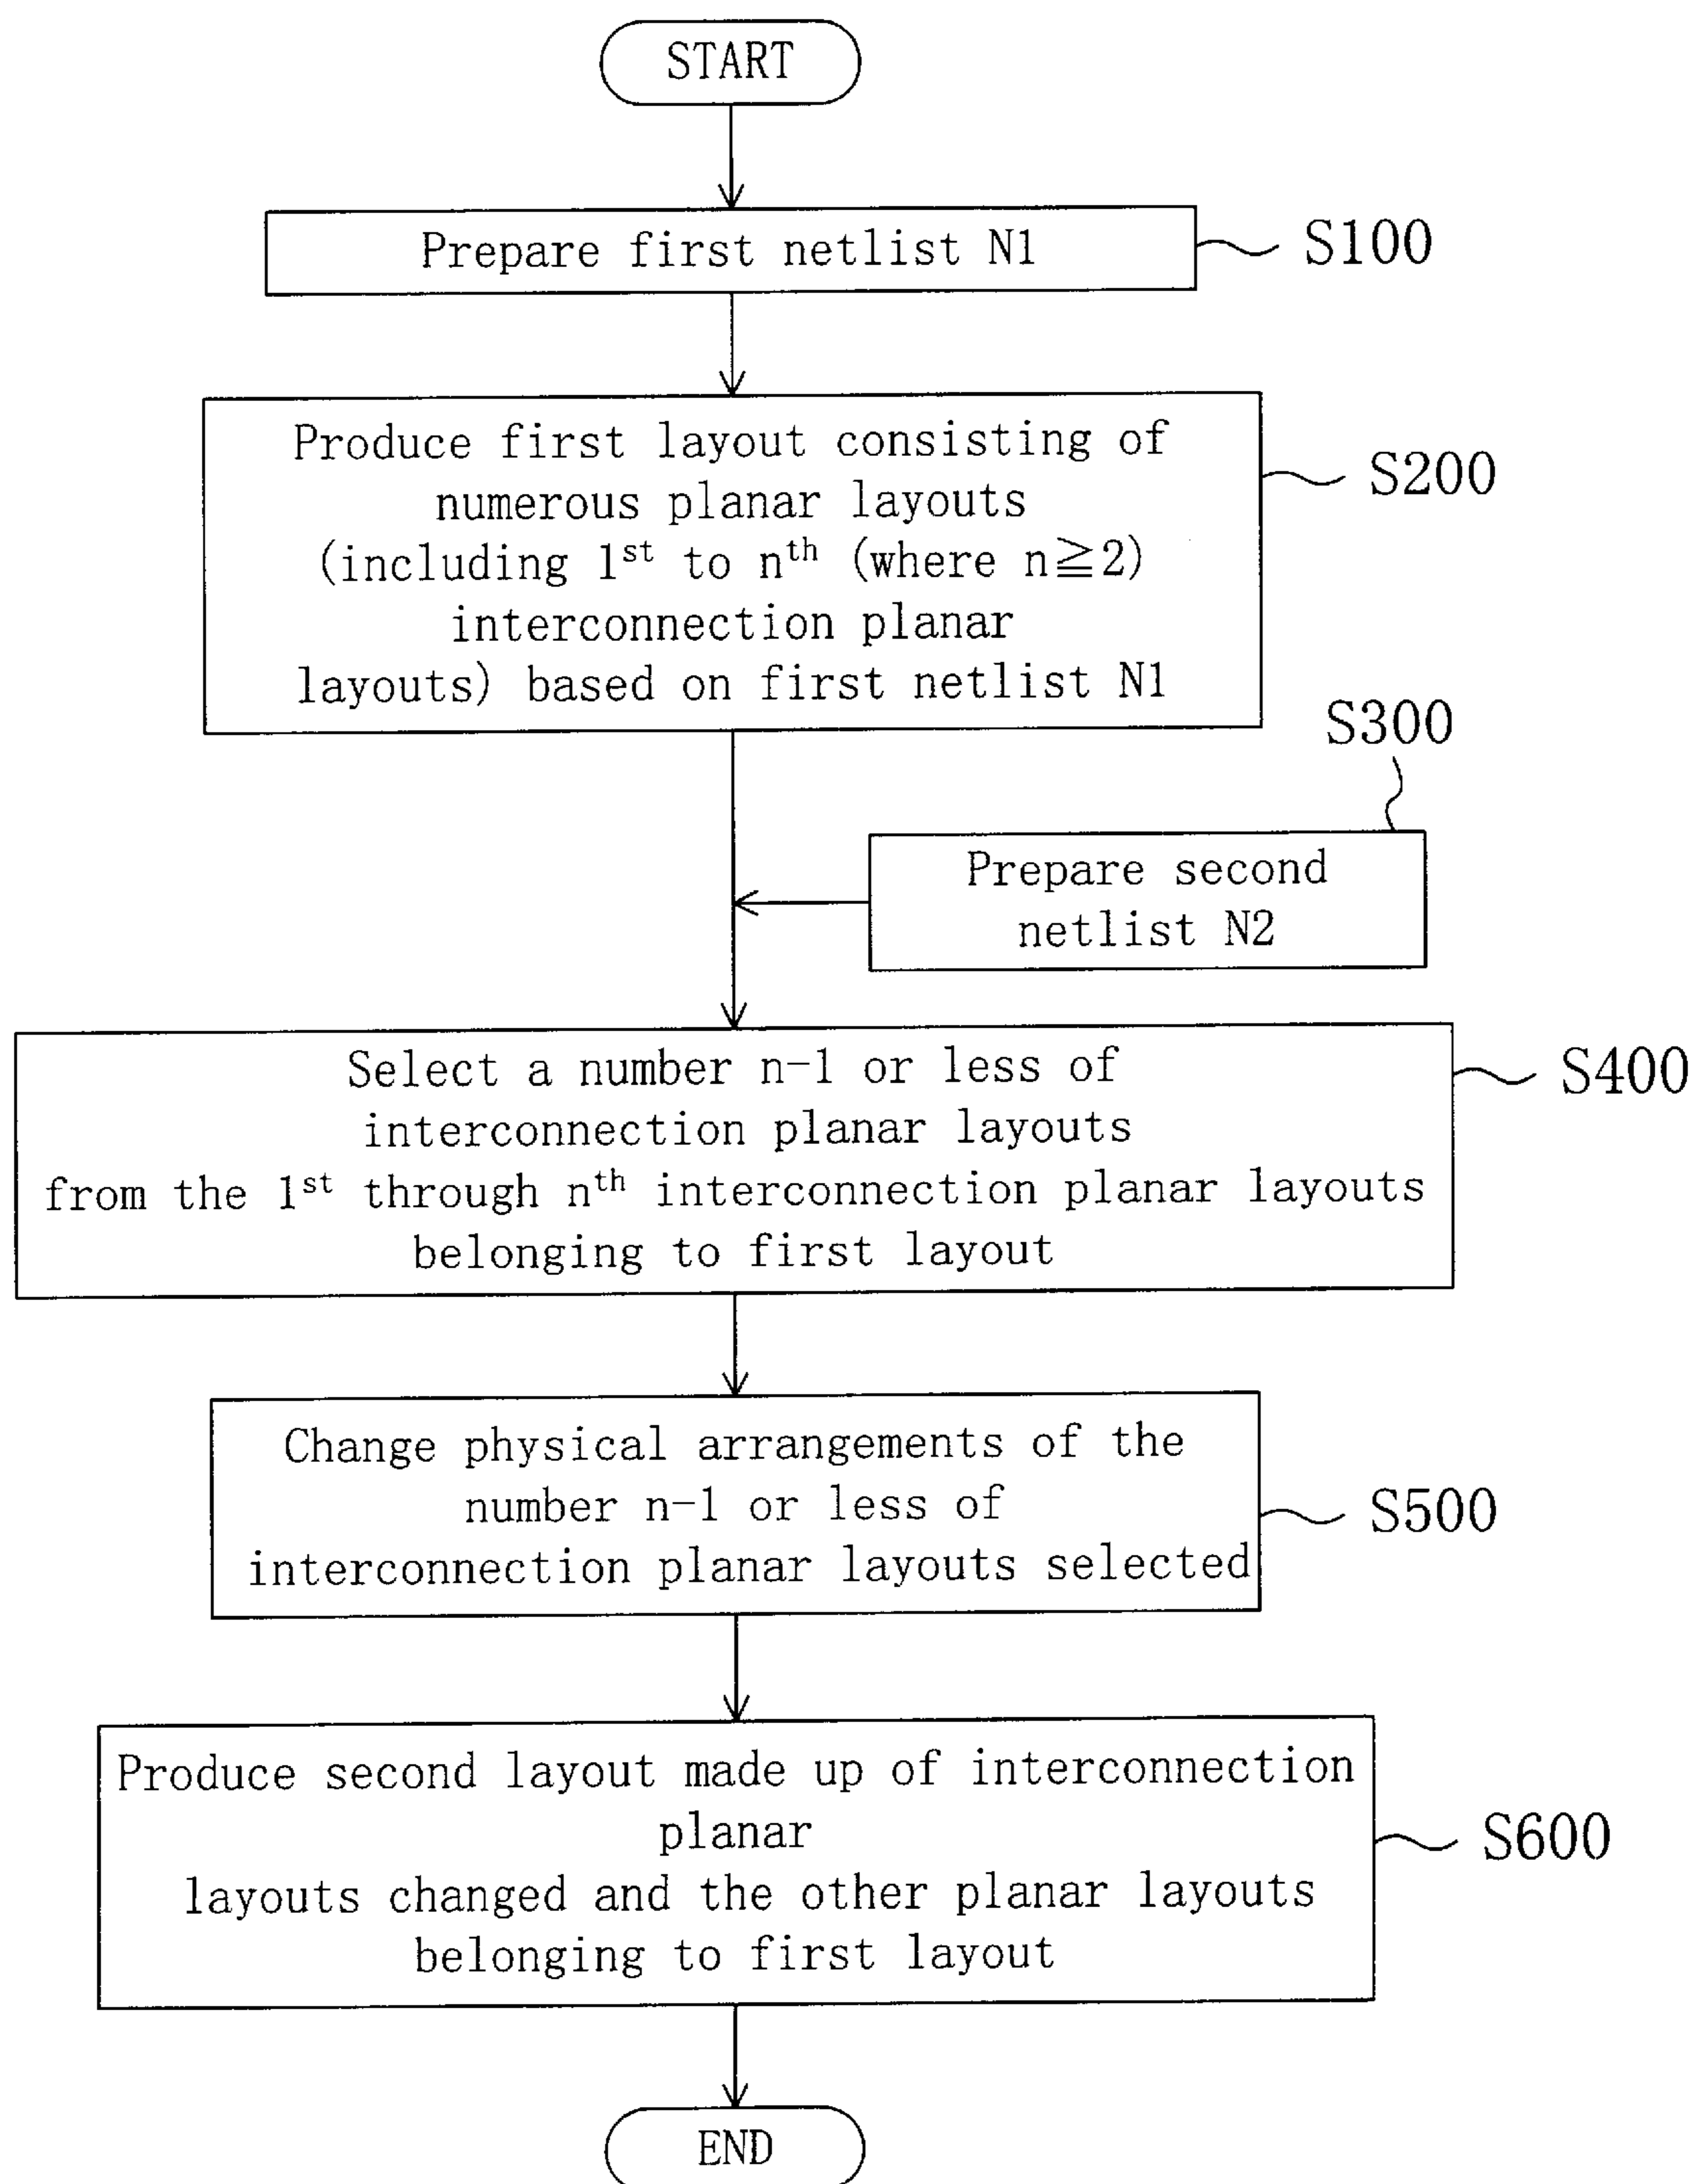 START
Prepare first netlist N1
S100
Produce first layout consisting of
numerous planar layouts
(including 1st to nth (where n≧2)
interconnection planar
layouts) based on first netlist N1
S200
S300
Prepare second
netlist N2
Select a number n-1 or less of
interconnection planar layouts
from the 1st through nth interconnection planar layouts
belonging to first layout
S400
Change physical arrangements of the
number n-1 or less of
interconnection planar layouts selected
S500
Produce second layout made up of interconnection
planar
layouts changed and the other planar layouts
belonging to first layout
S600
END